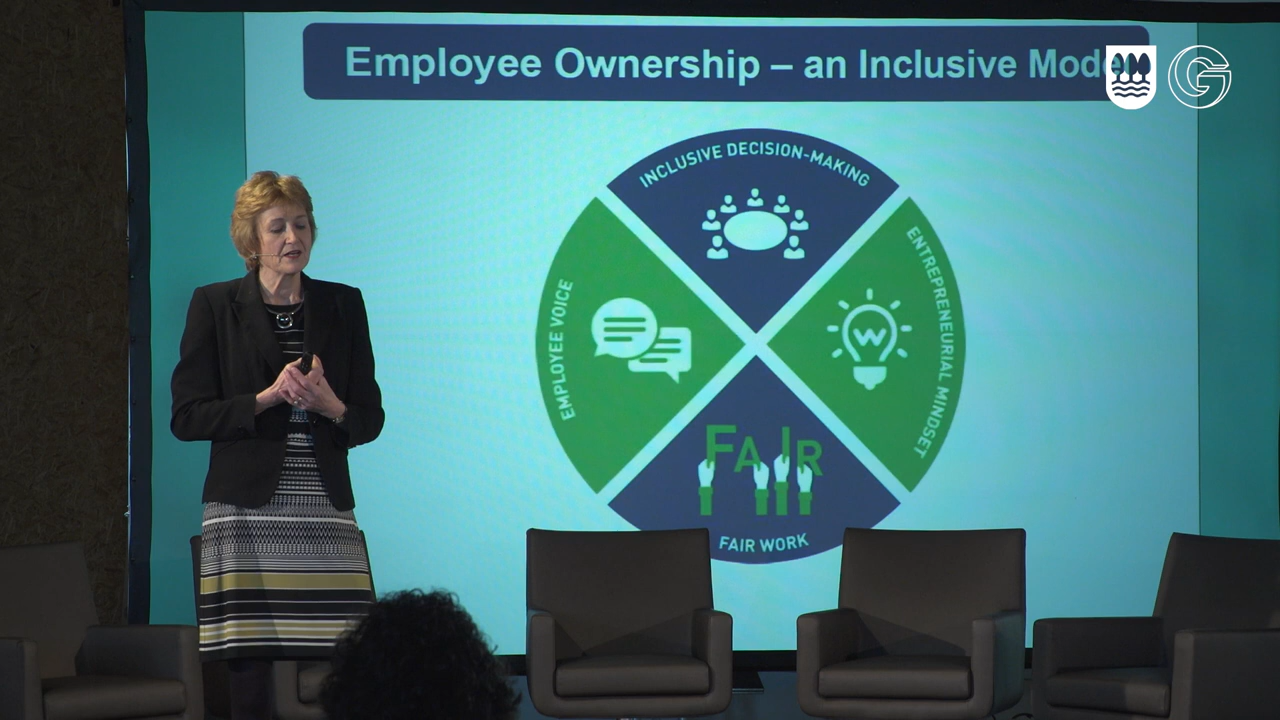 Employee Ownership – an Inclusive Mode
INCLUSIVE DECISION-MAKING
EMPLOYEE VOICE
ENTREPRENEURIAL MINDSET
W
FAIR
FAIR WORK
G